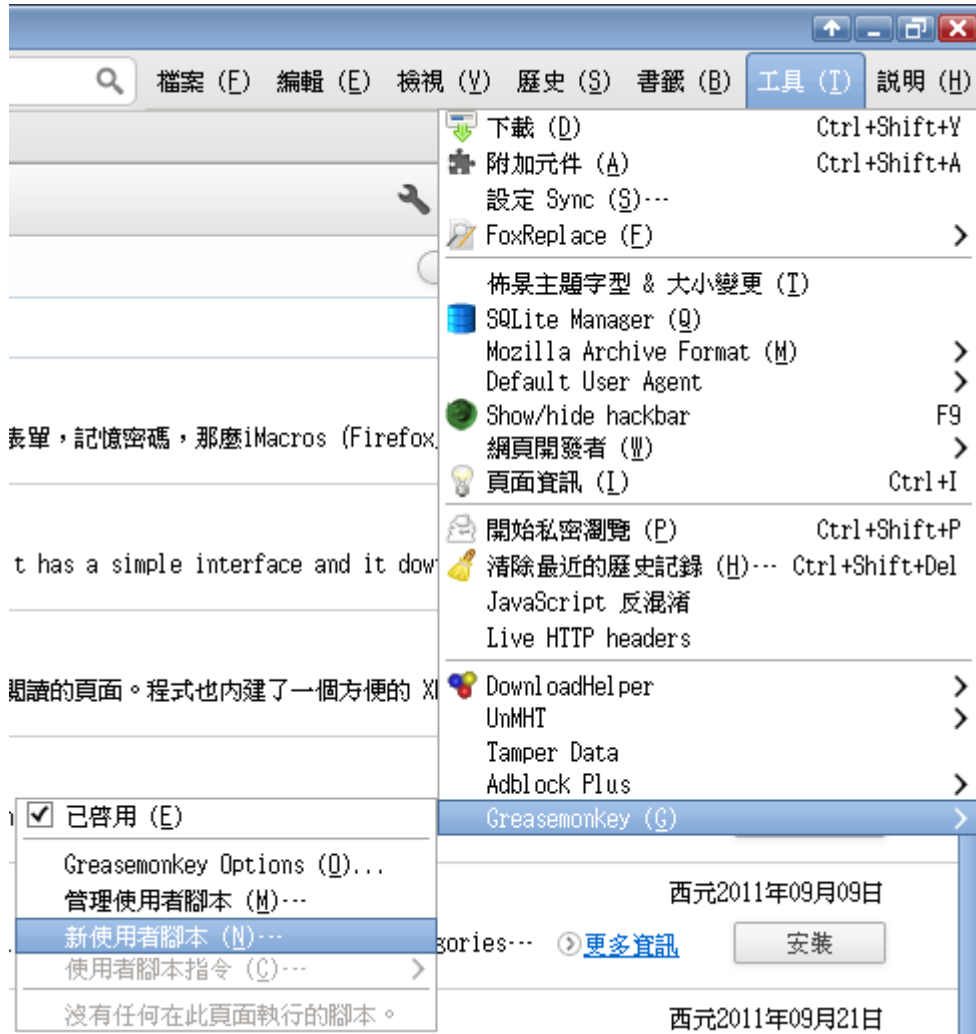 檔案 (F) 編輯 (E) 檢視 (V) 歷史 (S) 書籤 (B) 工具 (T) 說明 (H)
下載 (D) Ctrl+Shift+Y
附加元件 (A) Ctrl+Shift+A
設定 Sync (S)⋯
FoxReplace (F)
佈景主題字型 & 大小變更 (T)
SQLite Manager (Q)
Mozilla Archive Format (M)
Default User Agent
Show/hide hackbar F9
表單，記憶密碼，那麼iMacros (Firefox
網頁開發者 (W)
頁面資訊 (I) Ctrl+I
開始私密瀏覽 (P) Ctrl+Shift+P
t has a simple interface and it dow
清除最近的歷史記錄 (H)⋯ Ctrl+Shift+Del
JavaScript 反混淆
Live HTTP headers
閱讀的頁面。程式也內建了一個方便的
DownloadHelper
UnMHT
Tamper Data
Adblock Plus
Greasemonkey (G)
已啓用 (E)
Greasemonkey Options (O)...
管理使用者腳本 (M)⋯
新使用者腳本 (N)⋯
使用者腳本指令 (C)⋯
沒有任何在此頁面執行的腳本。
西元2011年09月09日
gories⋯ 更多資訊 安裝
西元2011年09月21日